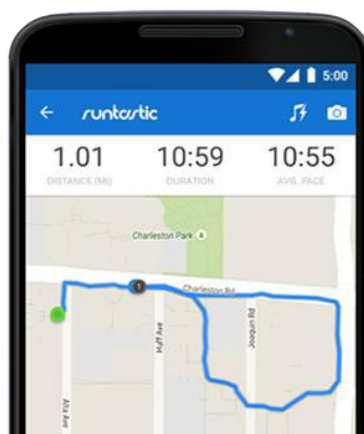 5:00
runtastic
1.01 10:59 10:55
DISTANCE (MI) DURATION AVG. PACE
Charleston Park
1 Charleston Rd
Huff Ave
Joaquin Rd
Alta Ave